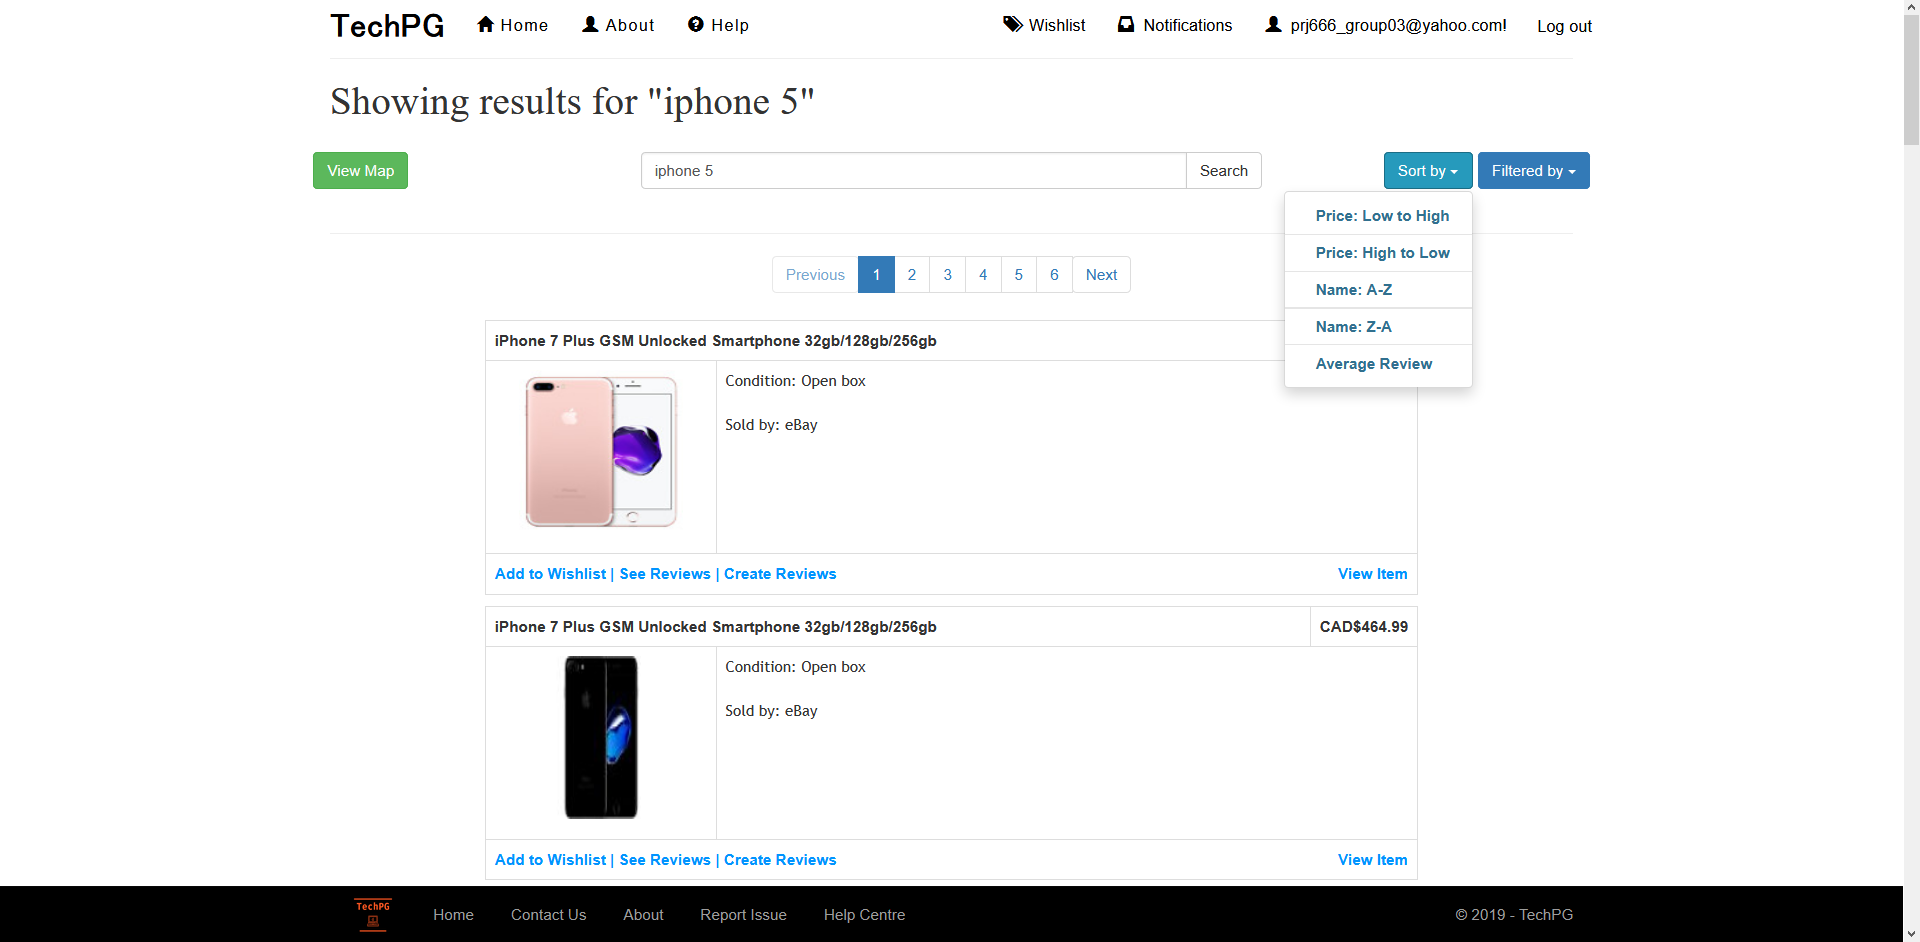 TechPG Home About Help Wishlist Notifications prj666_group03@yahoo.com! Log out
Showing results for "iphone 5"
View Map iphone 5 Search Sort by Filtered by
Price: Low to High
Price: High to Low
Name: A-Z
Name: Z-A
Average Review
Previous 1 2 3 4 5 6 Next
iPhone 7 Plus GSM Unlocked Smartphone 32gb/128gb/256gb
Condition: Open box
Sold by: eBay
Add to Wishlist | See Reviews | Create Reviews View Item
iPhone 7 Plus GSM Unlocked Smartphone 32gb/128gb/256gb CAD$464.99
Condition: Open box
Sold by: eBay
Add to Wishlist | See Reviews | Create Reviews View Item
TechPG Home Contact Us About Report Issue Help Centre © 2019 - TechPG